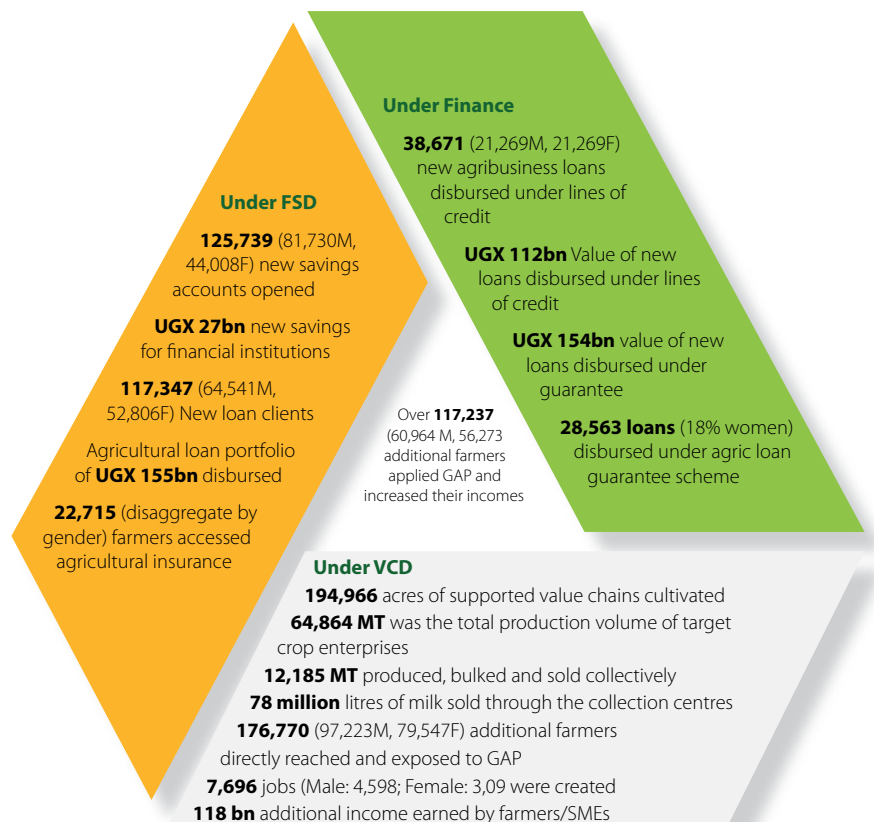 Under Finance
38,671 (21,269M, 21,269F)
new agribusiness loans
disbursed under lines of
credit
UGX 112bn Value of new
loans disbursed under lines
of credit
UGX 154bn value of new
loans disbursed under
guarantee
28,563 loans (18% women)
disbursed under agric loan
guarantee scheme
Under FSD
125,739 (81,730M,
44,008F) new savings
accounts opened
UGX 27bn new savings
for financial institutions
117,347 (64,541M,
52,806F) New loan clients
Agricultural loan portfolio
of UGX 155bn disbursed
22,715 (disaggregate by
gender) farmers accessed
agricultural insurance
Over 117,237
(60,964 M, 56,273
additional farmers
applied GAP and
increased their incomes
Under VCD
194,966 acres of supported value chains cultivated
64,864 MT was the total production volume of target
crop enterprises
12,185 MT produced, bulked and sold collectively
78 million litres of milk sold through the collection centres
176,770 (97,223M, 79,547F) additional farmers
directly reached and exposed to GAP
7,696 jobs (Male: 4,598; Female: 3,09 were created
118 bn additional income earned by farmers/SMEs